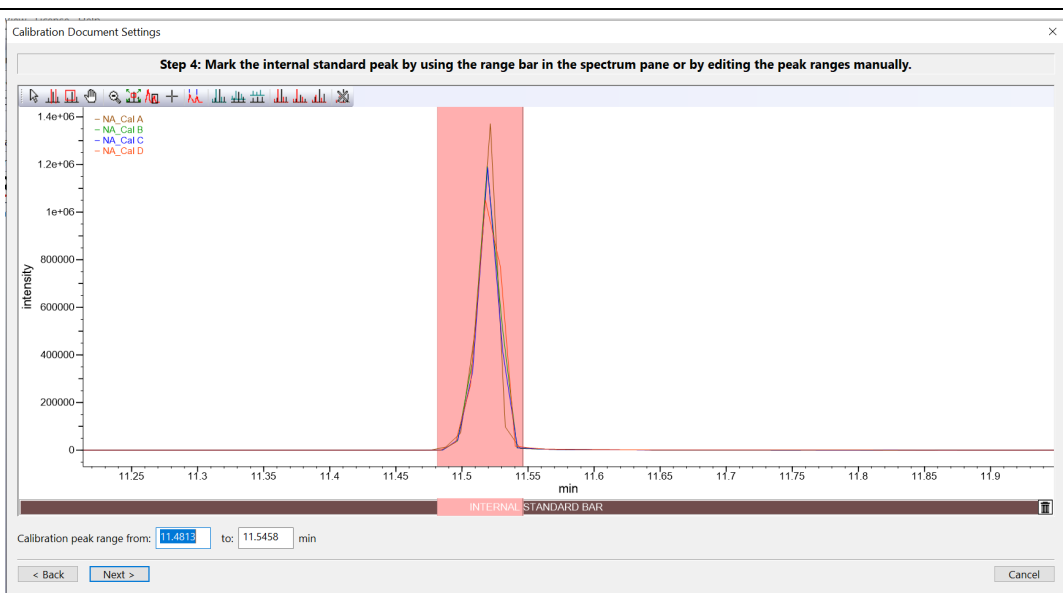 Calibration Document Settings
Step 4: Mark the internal standard peak by using the range bar in the spectrum pane or by editing the peak ranges manually.
1.4e+06
1.2e+06
1e+06
800000
600000
400000
200000
0
intensity
NA_Cal A
NA_Cal B
NA_Cal C
NA_Cal D
11.25 11.3 11.35 11.4 11.45 11.5 11.55 11.6 11.65 11.7 11.75 11.8 11.85 11.9
min
INTERNAL STANDARD BAR
Calibration peak range from: 11.4813 to: 11.5458 min
< Back Next > Cancel